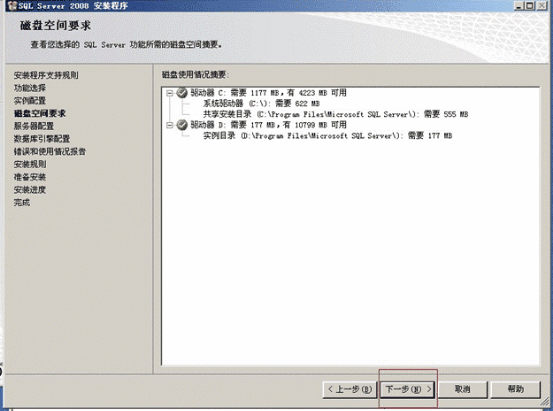 SQL Server 2008 安装程序
磁盘空间要求
查看您选择的 SQL Server 功能所需的磁盘空间摘要。
安装程序支持规则
功能选择
实例配置
磁盘空间要求
服务器配置
数据库引擎配置
错误和使用情况报告
安装规则
准备安装
安装进度
完成
磁盘使用情况摘要:
驱动器 C: 需要 1177 MB，有 4223 MB 可用
系统驱动器 (C:\): 需要 622 MB
共享安装目录 (C:\Program Files\Microsoft SQL Server\): 需要 555 MB
驱动器 D: 需要 177 MB，有 10799 MB 可用
实例目录 (D:\Program Files\Microsoft SQL Server\): 需要 177 MB
< 上一步(B)
下一步(N) >
取消
帮助